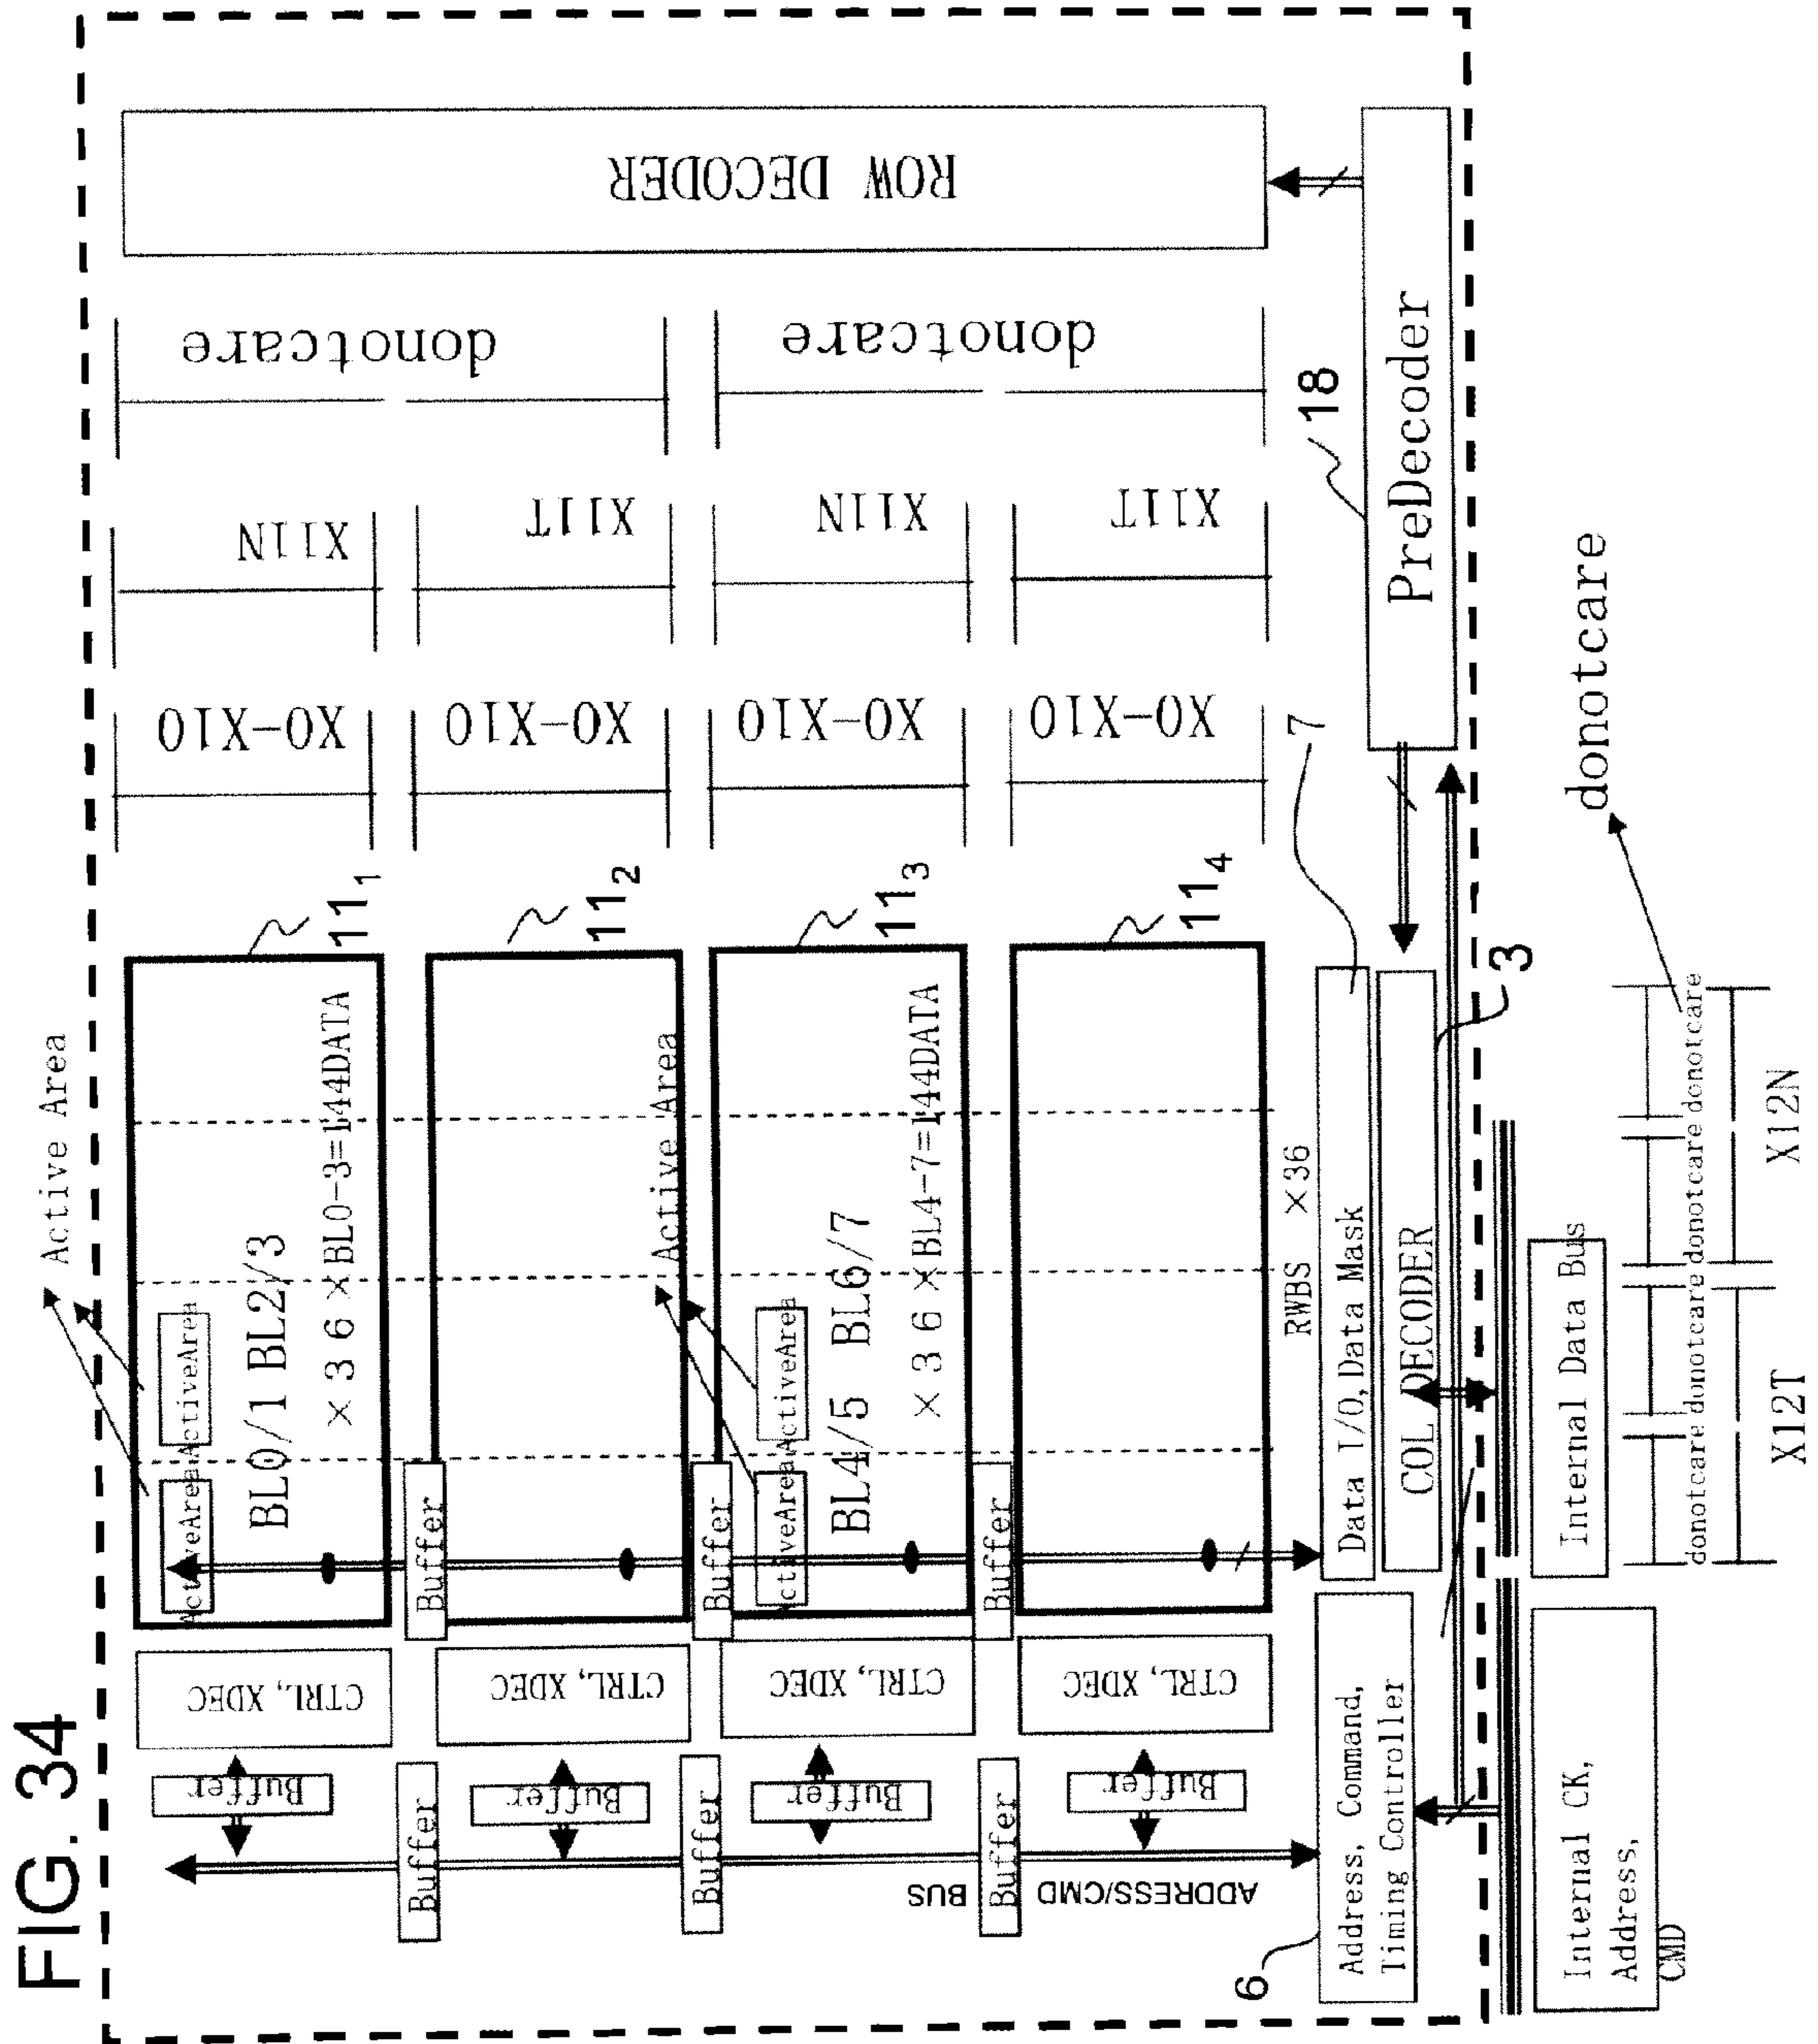 FIG. 34
Active Area
ActiveArea
ActiveArea
BL0/1 BL2/3
×36×BL0-3=144DATA
11₁
X0-X10
X11N
donotcare
CTRL, XDEC
Buffer
Buffer
Buffer
11₂
X0-X10
X11T
CTRL, XDEC
Buffer
Active Area
Buffer
Buffer
ActiveArea
ActiveArea
BL4/5 BL6/7
×36×BL4-7=144DATA
11₃
X0-X10
X11N
donotcare
CTRL, XDEC
Buffer
Buffer
Buffer
11₄
X0-X10
X11T
CTRL, XDEC
Buffer
ADDRESS/CMD
BUS
ROW DECODER
RWBS ×36
6
7
18
Address, Command,
Timing Controller
Data I/O,Data Mask
COL DECODER
3
PreDecoder
Internal CK,
Address,
CMD
Internal Data Bus
donotcare
donotcare donotcare donotcare donotcare
X12T
X12N